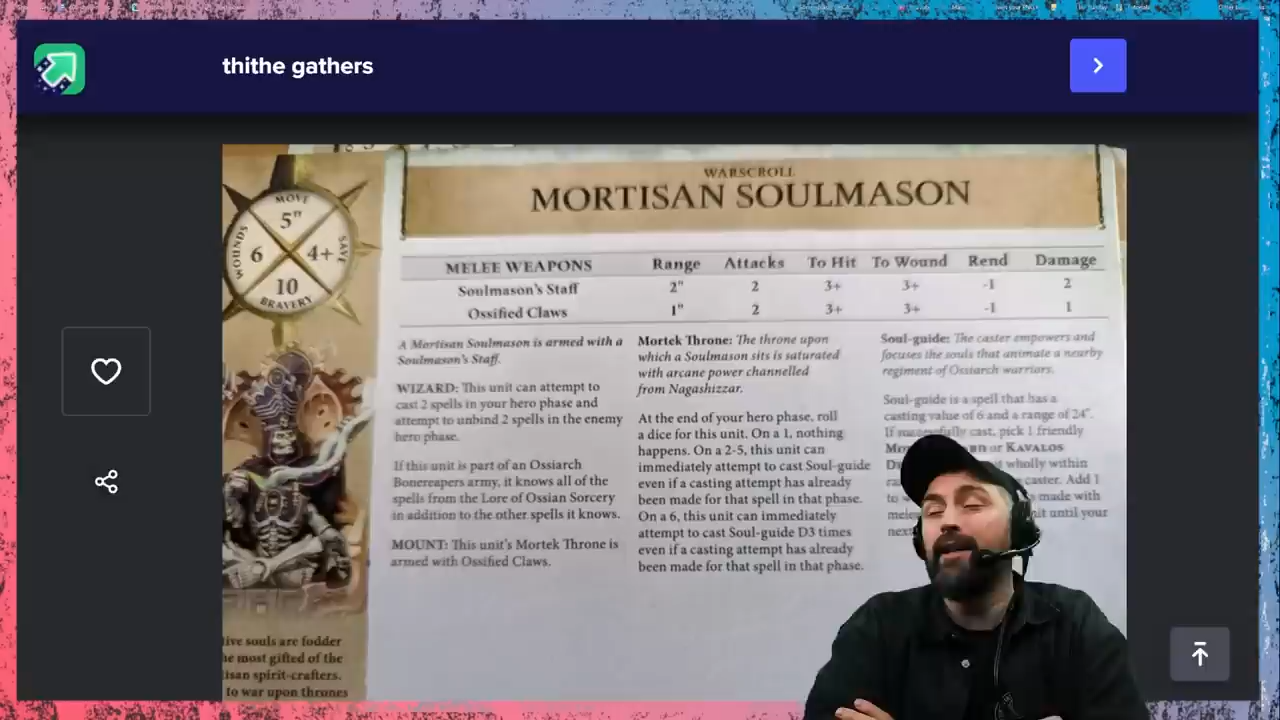 thithe gathers
WARSCROLL
MORTISAN SOULMASON
MOVE
5"
WOUNDS
6
4+
SAVE
10
BRAVERY
MELEE WEAPONS Range Attacks To Hit To Wound Rend Damage
Soulmason's Staff 2" 2 3+ 3+ -1 2
Ossified Claws 1" 2 3+ 3+ -1 1
A Mortisan Soulmason is armed with a
Soulmason's Staff.
WIZARD: This unit can attempt to
cast 2 spells in your hero phase and
attempt to unbind 2 spells in the enemy
hero phase.
If this unit is part of an Ossiarch
Bonereapers army, it knows all of the
spells from the Lore of Ossian Sorcery
in addition to the other spells it knows.
MOUNT: This unit's Mortek Throne is
armed with Ossified Claws.
Mortek Throne: The throne upon
which a Soulmason sits is saturated
with arcane power channelled
from Nagashizzar.
At the end of your hero phase, roll
a dice for this unit. On a 1, nothing
happens. On a 2-5, this unit can
immediately attempt to cast Soul-guide
even if a casting attempt has already
been made for that spell in that phase.
On a 6, this unit can immediately
attempt to cast Soul-guide D3 times
even if a casting attempt has already
been made for that spell in that phase.
Soul-guide: The caster empowers and
focuses the souls that animate a nearby
regiment of Ossiarch warriors.
Soul-guide is a spell that has a
casting value of 6 and a range of 24".
If successfully cast, pick 1 friendly
or KAVALOS
wholly within
caster. Add 1
to made with
until your
tive souls are fodder
he most gifted of the
isan spirit-crafters.
to war upon thrones